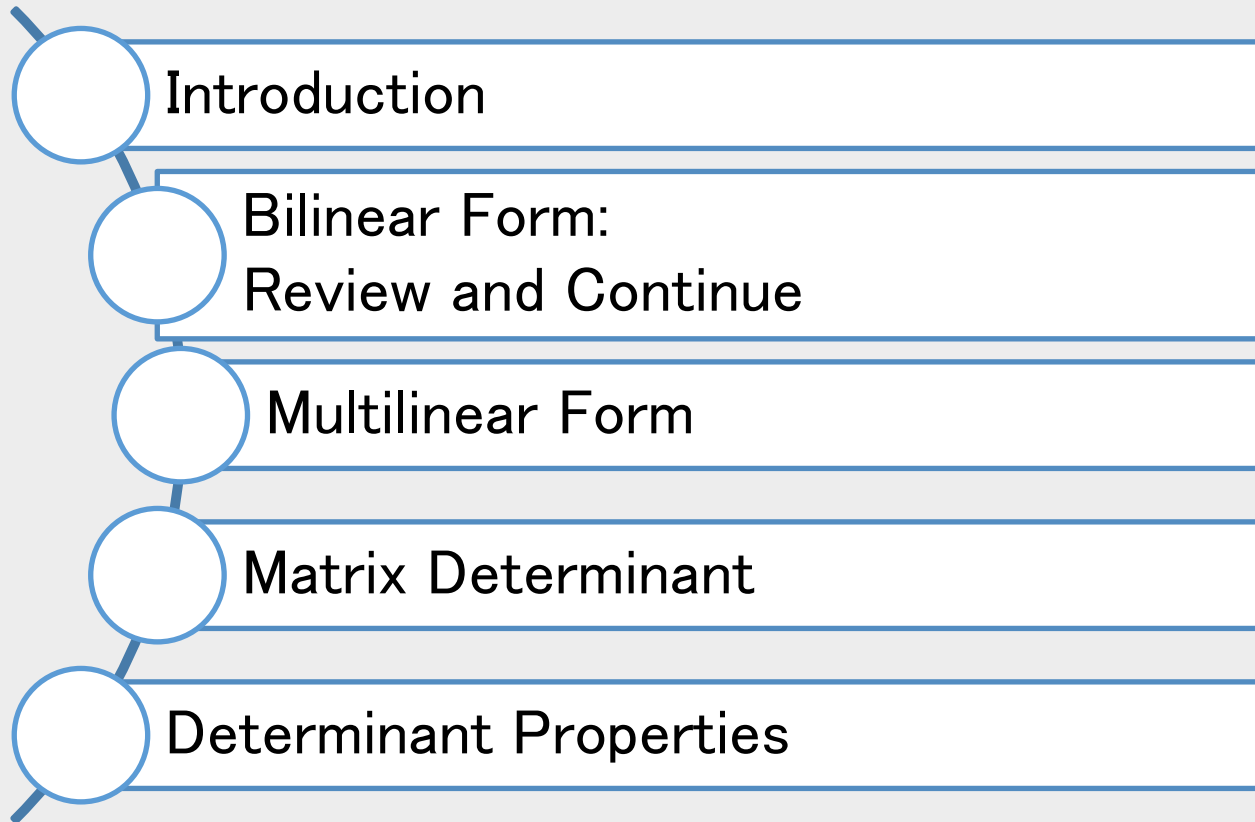 Introduction
Bilinear Form:
Review and Continue
Multilinear Form
Matrix Determinant
Determinant Properties